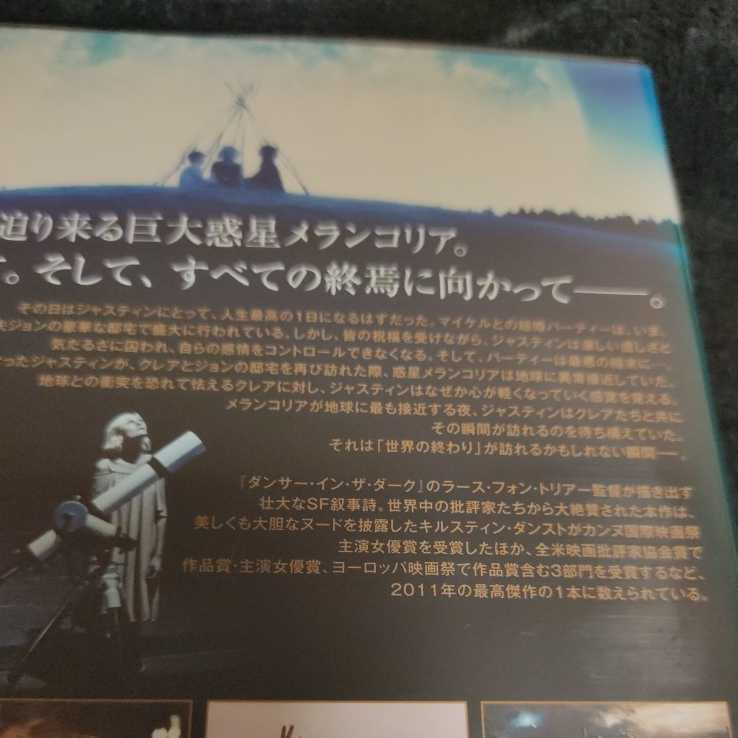 迫り来る巨大惑星メランコリア。
。そして、すべての終焉に向かって――。
その日はジャスティンにとって、人生最高の1日になるはずだった。マイケルとの結婚パーティーは、いま、
夫ジョンの豪華な邸宅で盛大に行われている。しかし、皆の祝福を受けながら、ジャスティンは激しい虚しさと
気だるさに囚われ、自らの感情をコントロールできなくなる。そして、パーティーは最悪の結末に―。
ったジャスティンが、クレアとジョンの邸宅を再び訪れた際、惑星メランコリアは地球に異常接近していた。
地球との衝突を恐れて怯えるクレアに対し、ジャスティンはなぜか心が軽くなっていく感覚を覚える。
メランコリアが地球に最も接近する夜、ジャスティンはクレアたちと共に
その瞬間が訪れるのを待ち構えていた。
それは「世界の終わり」が訪れるかもしれない瞬間―。
『ダンサー・イン・ザ・ダーク』のラース・フォン・トリアー監督が描き出す
壮大なSF叙事詩。世界中の批評家たちから大絶賛された本作は、
美しくも大胆なヌードを披露したキルスティン・ダンストがカンヌ国際映画祭
主演女優賞を受賞したほか、全米映画批評家協会賞で
作品賞・主演女優賞、ヨーロッパ映画祭で作品賞含む3部門を受賞するなど、
2011年の最高傑作の1本に数えられている。